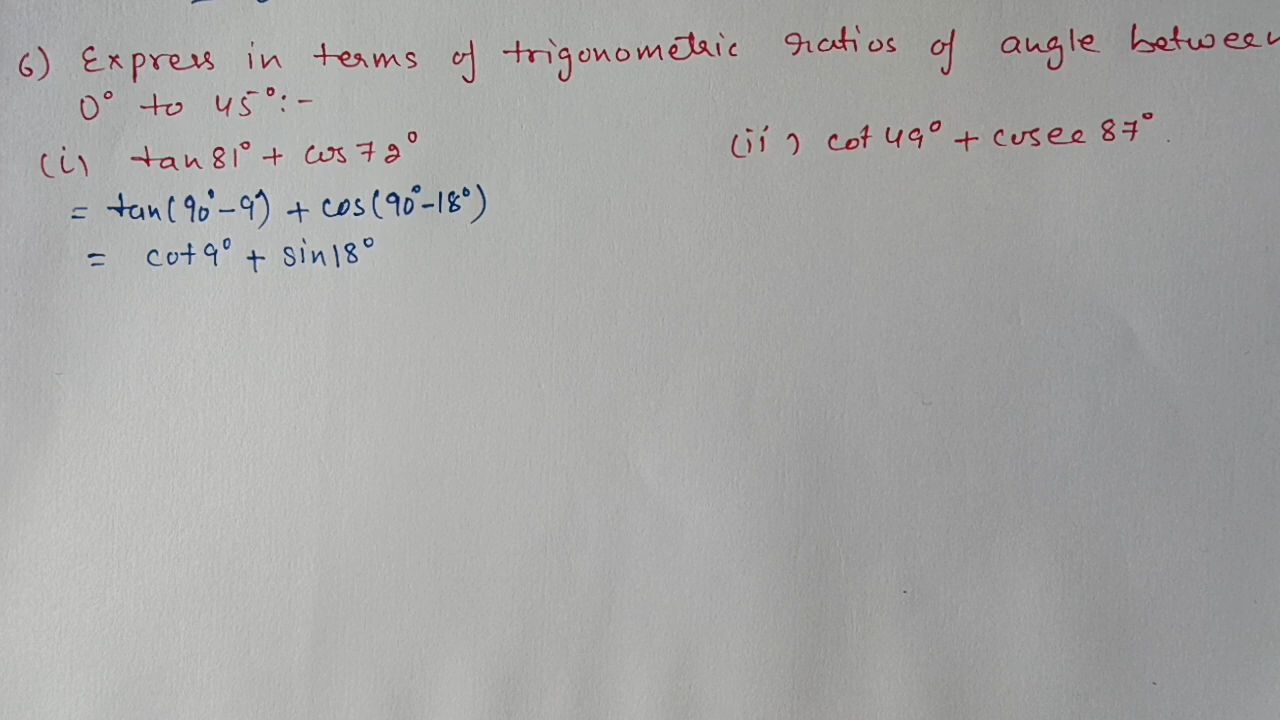 6) Express in terms of trigonometric ratios of angle between
0° to 45°:-
(i) tan 81° + cos 72°
(ii) cot 49° + cosec 87°.
= tan(90°-9°) + cos(90°-18°)
= cot 9° + sin 18°